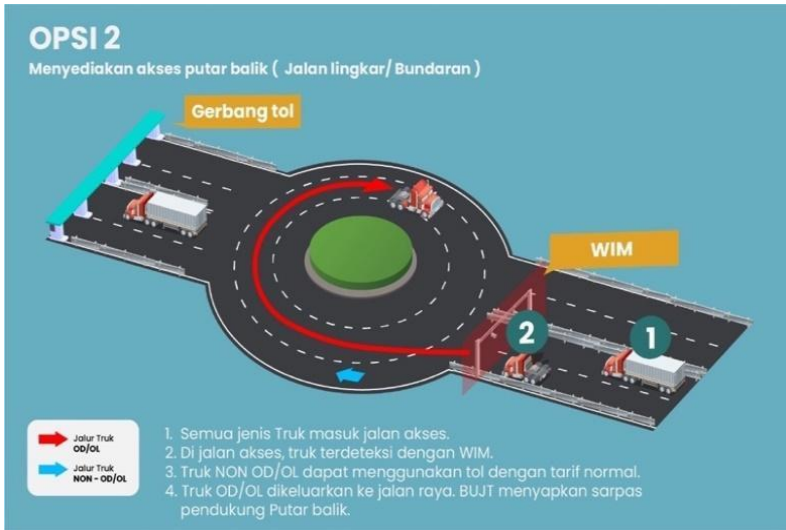 OPSI 2
Menyediakan akses putar balik ( Jalan lingkar/ Bundaran )
Gerbang tol
WIM
2
1
Jalur Truk
OD/OL
Jalur Truk
NON - OD/OL
1. Semua jenis Truk masuk jalan akses.
2. Di jalan akses, truk terdeteksi dengan WIM.
3. Truk NON OD/OL dapat menggunakan tol dengan tarif normal.
4. Truk OD/OL dikeluarkan ke jalan raya. BUJT menyapkan sarpas
pendukung Putar balik.